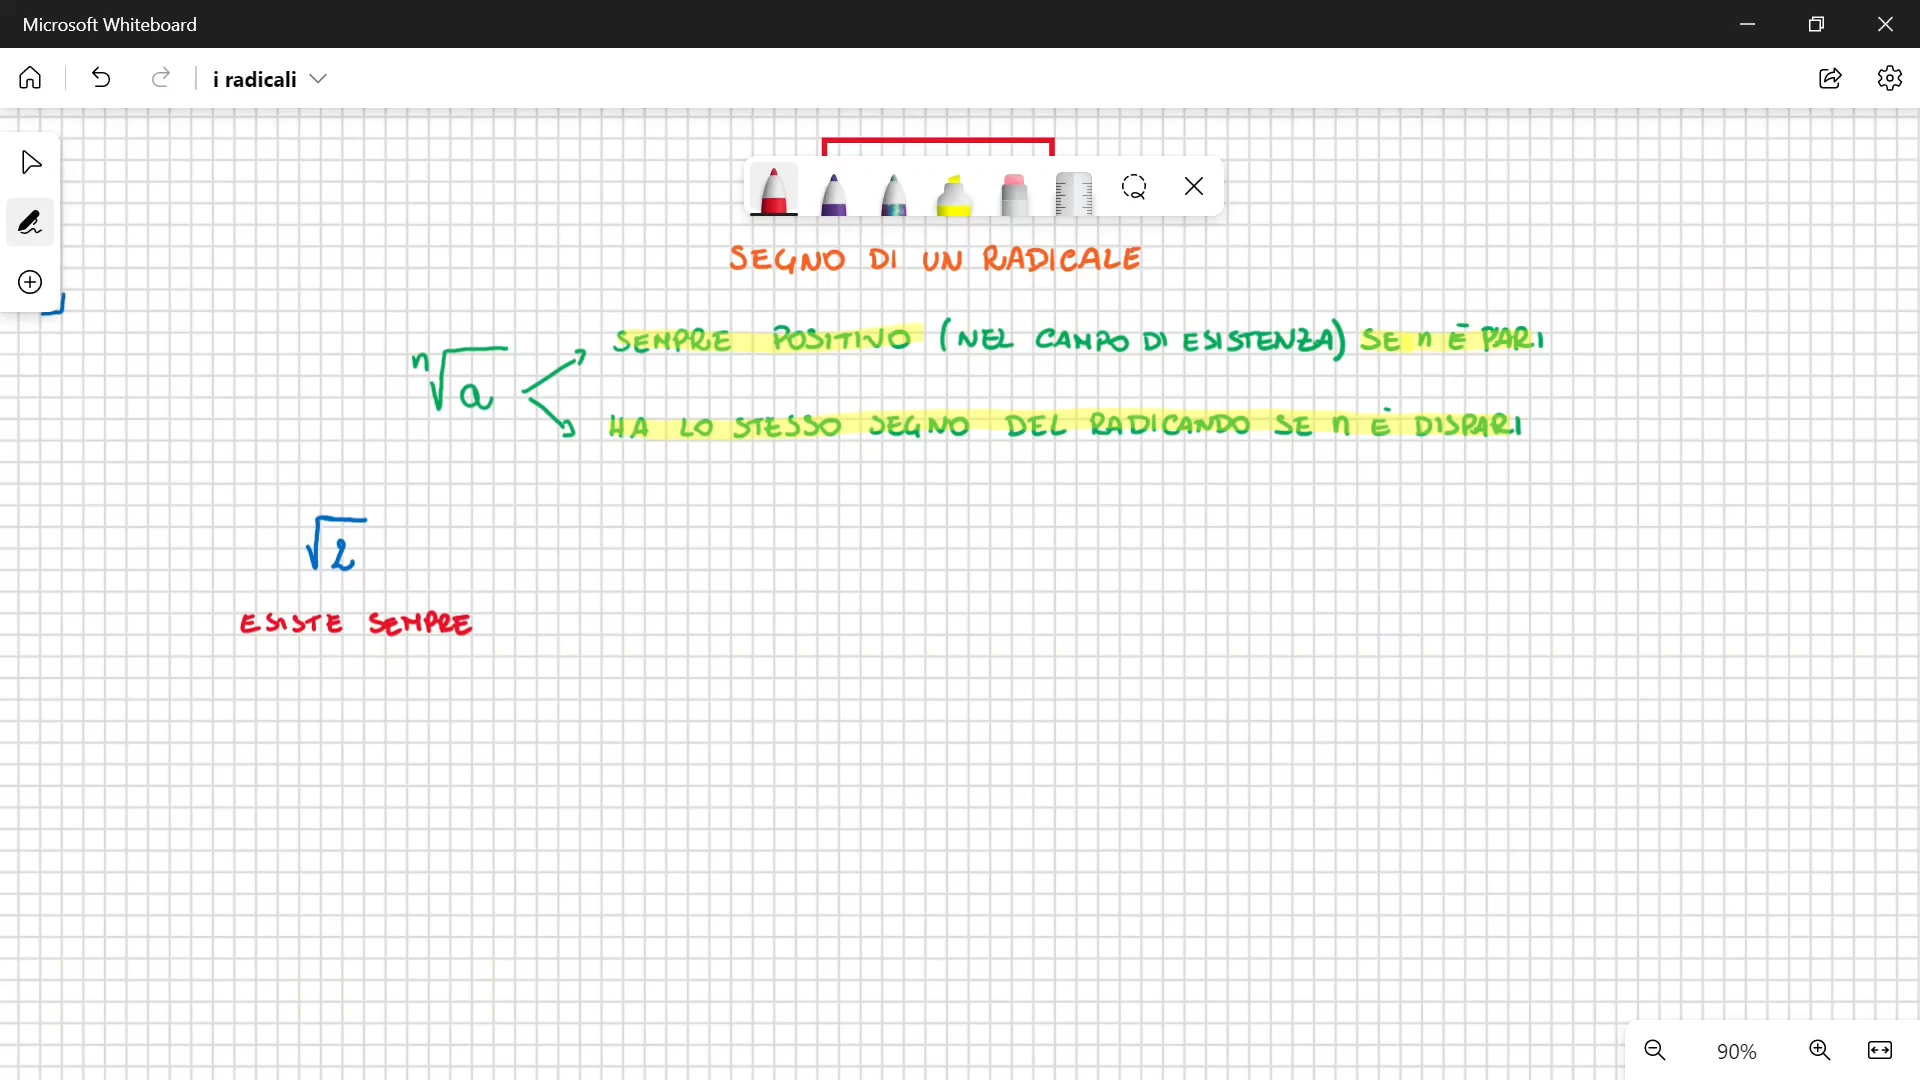 Microsoft Whiteboard
i radicali
SEGNO DI UN RADICALE
SEMPRE POSITIVO (NEL CAMPO DI ESISTENZA) SE n È PARI
n√a
HA LO STESSO SEGNO DEL RADICANDO SE n È DISPARI
√2
ESISTE SEMPRE
90%